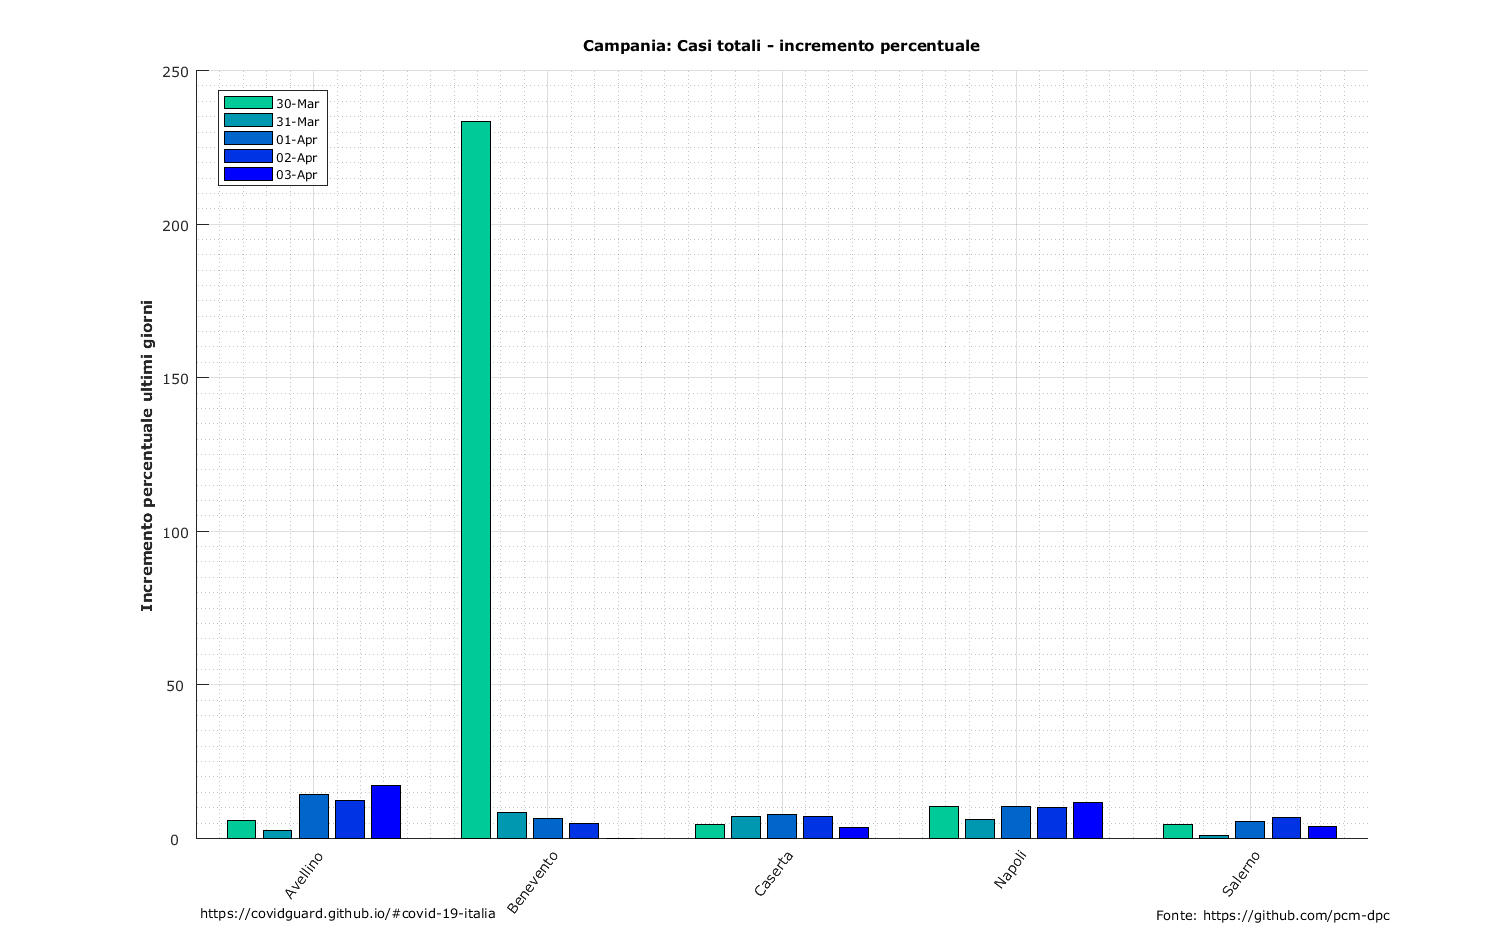 Campania: Casi totali - incremento percentuale
250
200
150
100
50
0
Incremento percentuale ultimi giorni
30-Mar
31-Mar
01-Apr
02-Apr
03-Apr
Avellino
Benevento
Caserta
Napoli
Salerno
https://covidguard.github.io/#covid-19-italia
Fonte: https://github.com/pcm-dpc